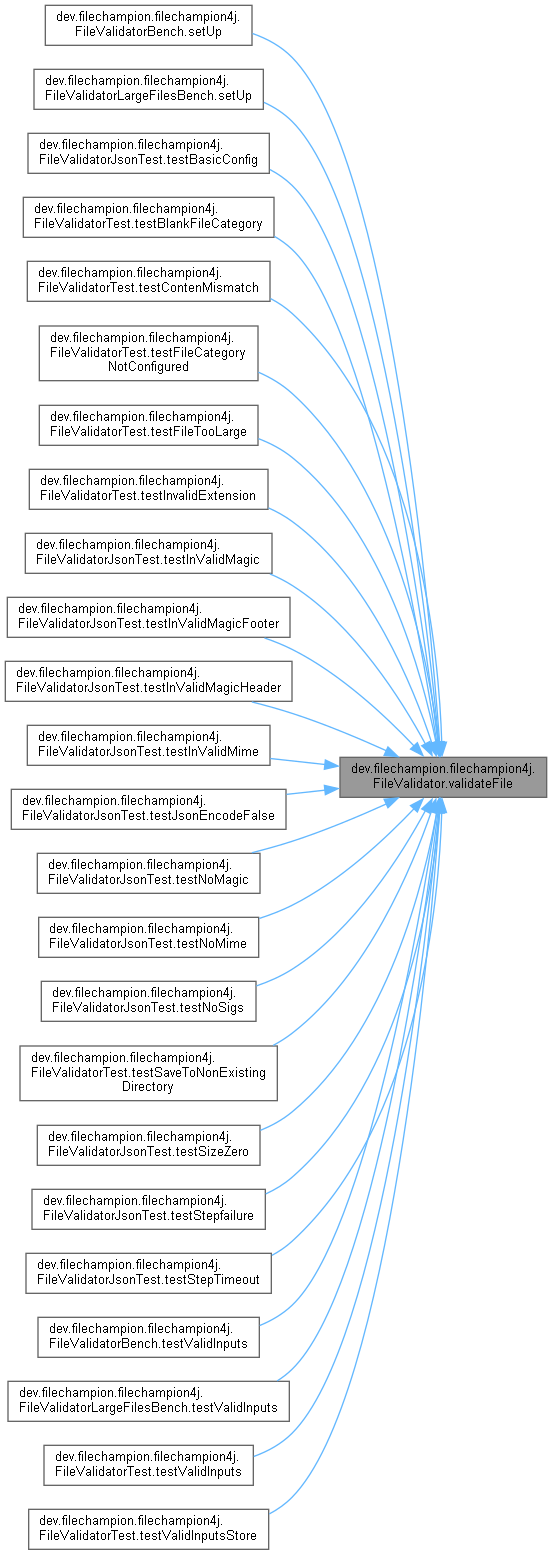 dev.filechampion.filechampion4j.
FileValidatorBench.setUp
dev.filechampion.filechampion4j.
FileValidatorLargeFilesBench.setUp
dev.filechampion.filechampion4j.
FileValidatorJsonTest.testBasicConfig
dev.filechampion.filechampion4j.
FileValidatorTest.testBlankFileCategory
dev.filechampion.filechampion4j.
FileValidatorTest.testContenMismatch
dev.filechampion.filechampion4j.
FileValidatorTest.testFileCategory
NotConfigured
dev.filechampion.filechampion4j.
FileValidatorTest.testFileTooLarge
dev.filechampion.filechampion4j.
FileValidatorTest.testInvalidExtension
dev.filechampion.filechampion4j.
FileValidatorJsonTest.testInValidMagic
dev.filechampion.filechampion4j.
FileValidatorJsonTest.testInValidMagicFooter
dev.filechampion.filechampion4j.
FileValidatorJsonTest.testInValidMagicHeader
dev.filechampion.filechampion4j.
FileValidatorJsonTest.testInValidMime
dev.filechampion.filechampion4j.
FileValidator.validateFile
dev.filechampion.filechampion4j.
FileValidatorJsonTest.testJsonEncodeFalse
dev.filechampion.filechampion4j.
FileValidatorJsonTest.testNoMagic
dev.filechampion.filechampion4j.
FileValidatorJsonTest.testNoMime
dev.filechampion.filechampion4j.
FileValidatorJsonTest.testNoSigs
dev.filechampion.filechampion4j.
FileValidatorTest.testSaveToNonExisting
Directory
dev.filechampion.filechampion4j.
FileValidatorJsonTest.testSizeZero
dev.filechampion.filechampion4j.
FileValidatorJsonTest.testStepfailure
dev.filechampion.filechampion4j.
FileValidatorJsonTest.testStepTimeout
dev.filechampion.filechampion4j.
FileValidatorBench.testValidInputs
dev.filechampion.filechampion4j.
FileValidatorLargeFilesBench.testValidInputs
dev.filechampion.filechampion4j.
FileValidatorTest.testValidInputs
dev.filechampion.filechampion4j.
FileValidatorTest.testValidInputsStore